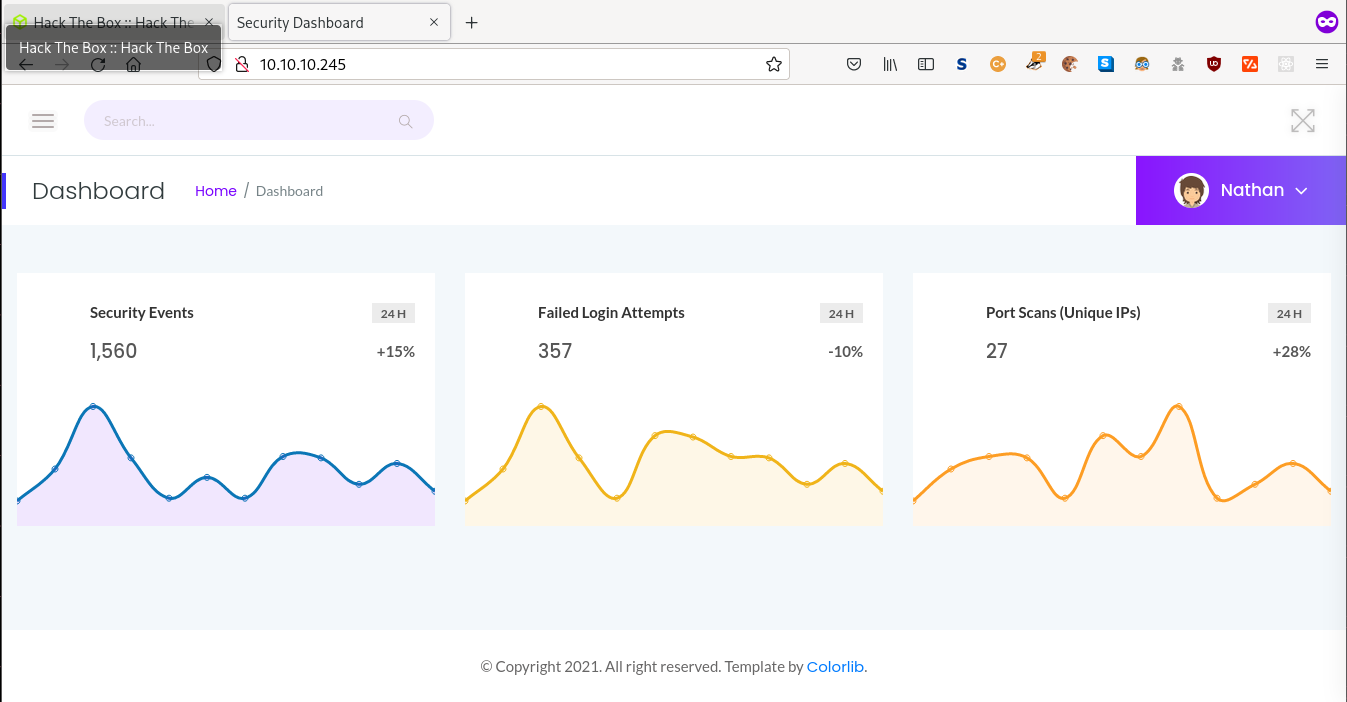 Hack The Box :: Hack The
Security Dashboard
Hack The Box :: Hack The Box
10.10.10.245
S
C+
2
S
UD
Search...
Dashboard
Home / Dashboard
Nathan
Security Events
24 H
1,560
+15%
Failed Login Attempts
24 H
357
-10%
Port Scans (Unique IPs)
24 H
27
+28%
© Copyright 2021. All right reserved. Template by Colorlib.